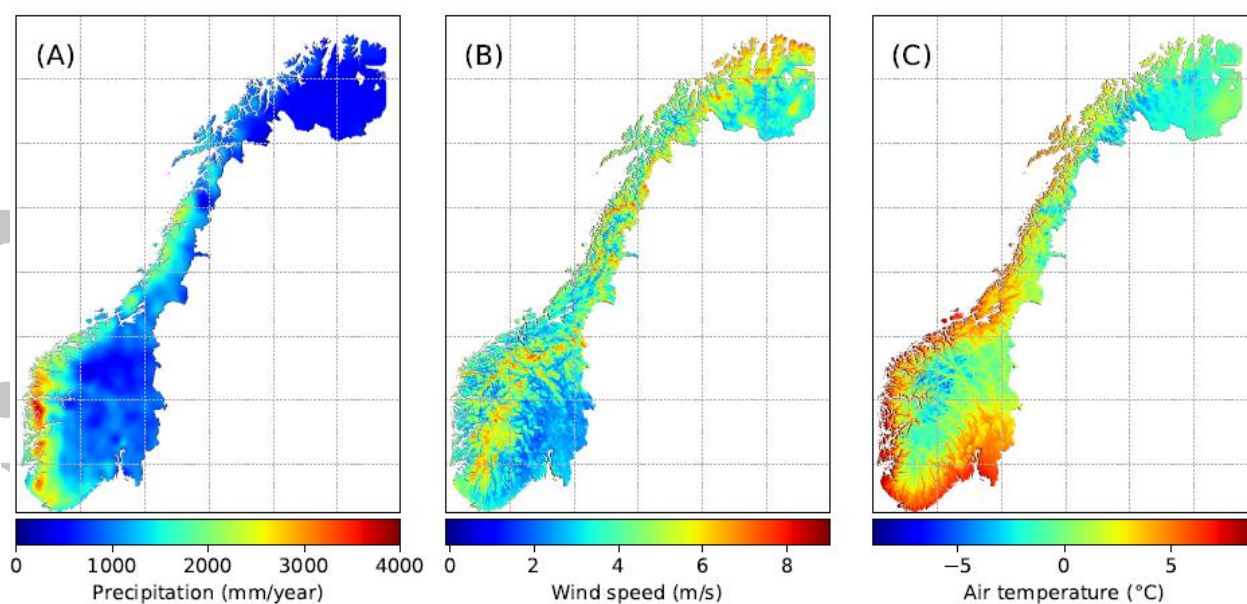 (A)
(B)
(C)
0 1000 2000 3000 4000
Precipitation (mm/year)
0 2 4 6 8
Wind speed (m/s)
−5 0 5
Air temperature (°C)